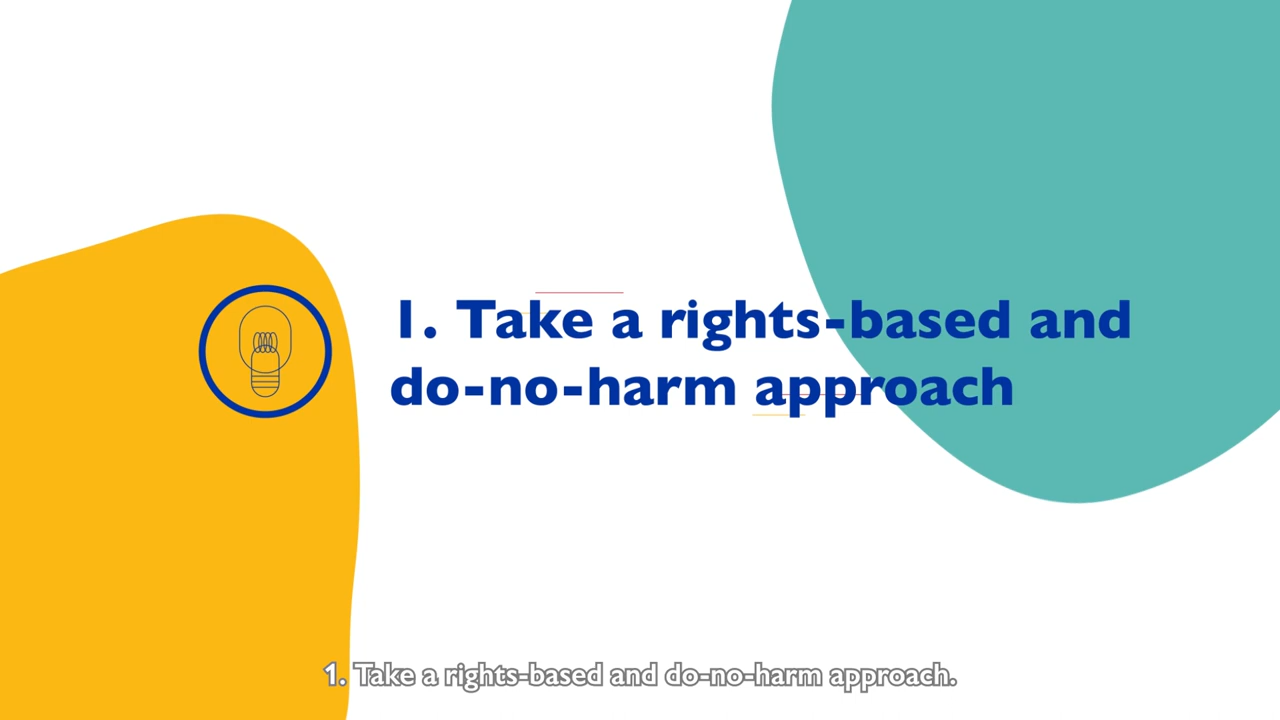 1. Take a rights-based and
do-no-harm approach
1. Take a rights-based and do-no-harm approach.